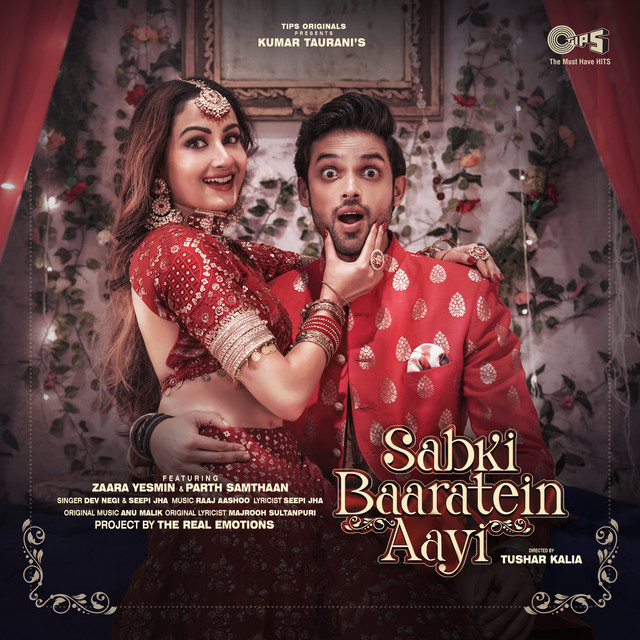 TIPS ORIGINALS
PRESENTS
KUMAR TAURANI'S
TIPS
The Must Have HITS
FEATURING
ZAARA YESMIN & PARTH SAMTHAAN
SINGER DEV NEGI & SEEPI JHA MUSIC RAAJ AASHOO LYRICIST SEEPI JHA
ORIGINAL MUSIC ANU MALIK ORIGINAL LYRICIST MAJROOH SULTANPURI
PROJECT BY THE REAL EMOTIONS
Sabki
Baaratein
Aayi
DIRECTED BY
TUSHAR KALIA